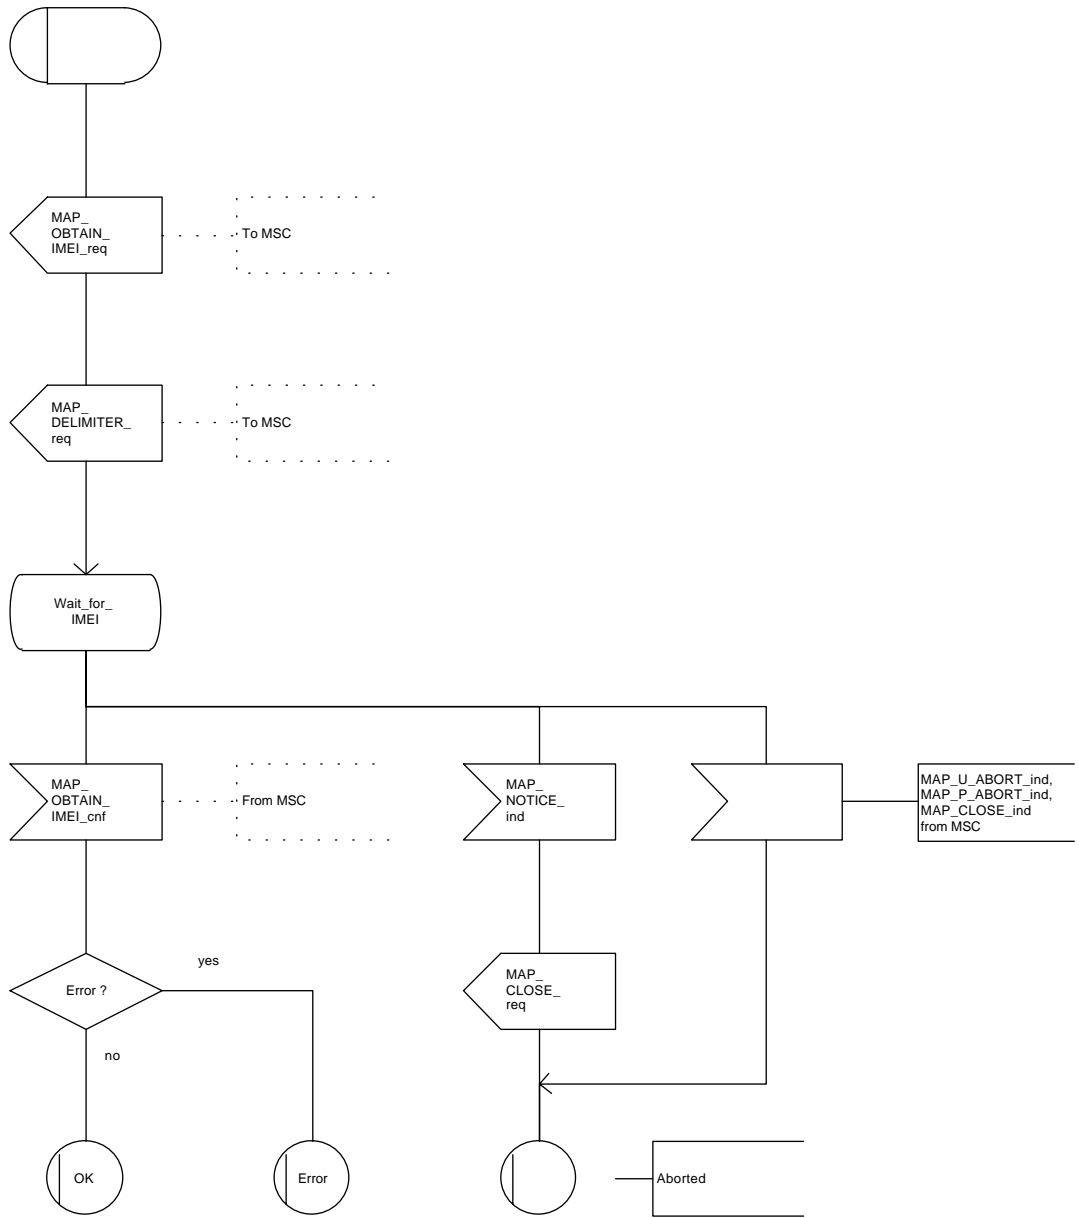 MAP_
OBTAIN_
IMEI_req
To MSC
MAP_
DELIMITER_
req
To MSC
Wait_for_
IMEI
MAP_
OBTAIN_
IMEI_cnf
From MSC
MAP_
NOTICE_
ind
MAP_U_ABORT_ind,
MAP_P_ABORT_ind,
MAP_CLOSE_ind
from MSC
Error ?
yes
no
MAP_
CLOSE_
req
OK
Error
Aborted